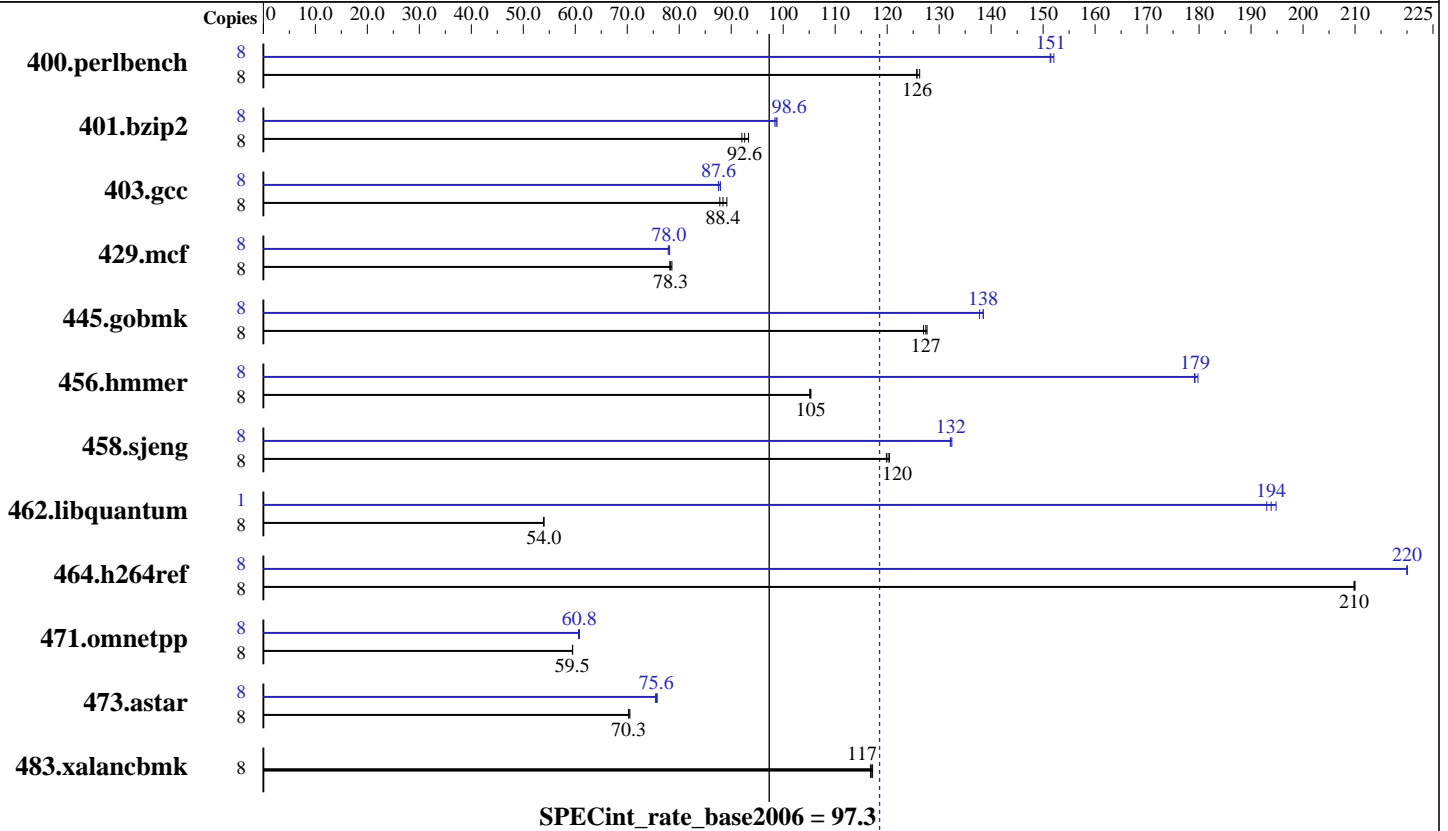 Copies 0 10.0 20.0 30.0 40.0 50.0 60.0 70.0 80.0 90.0 100 110 120 130 140 150 160 170 180 190 200 210 225
400.perlbench 8 151
8 126
401.bzip2 8 98.6
8 92.6
403.gcc 8 87.6
8 88.4
429.mcf 8 78.0
8 78.3
445.gobmk 8 138
8 127
456.hmmer 8 179
8 105
458.sjeng 8 132
8 120
462.libquantum 1 194
8 54.0
464.h264ref 8 220
8 210
471.omnetpp 8 60.8
8 59.5
473.astar 8 75.6
8 70.3
483.xalancbmk 8 117
SPECint_rate_base2006 = 97.3